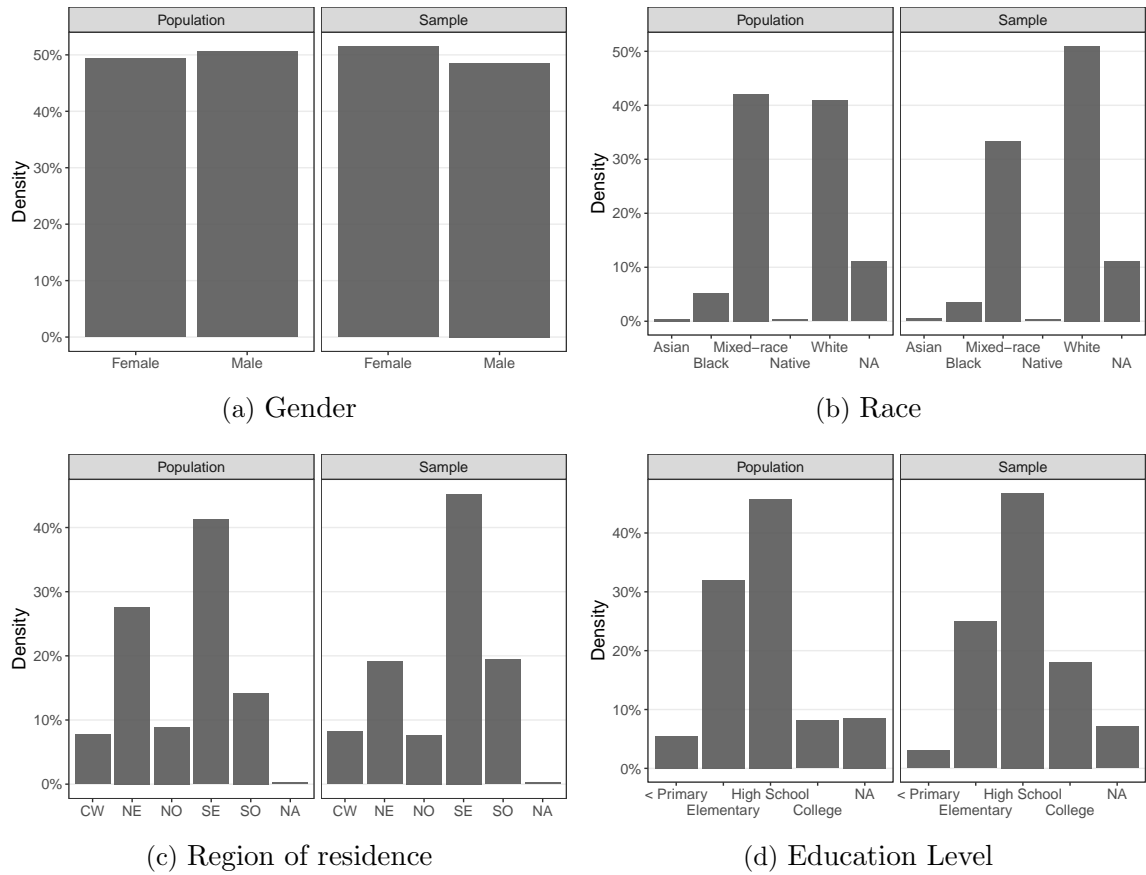 Population Sample
50%
40%
30%
20%
10%
0%
Density
Female Male Female Male
(a) Gender
Population Sample
50%
40%
30%
20%
10%
0%
Density
Asian Mixed−race White Asian Mixed−race White
Black Native NA Black Native NA
(b) Race
Population Sample
40%
30%
20%
10%
0%
Density
CW NE NO SE SO NA CW NE NO SE SO NA
(c) Region of residence
Population Sample
40%
30%
20%
10%
0%
Density
< Primary High School NA < Primary High School NA
Elementary College Elementary College
(d) Education Level